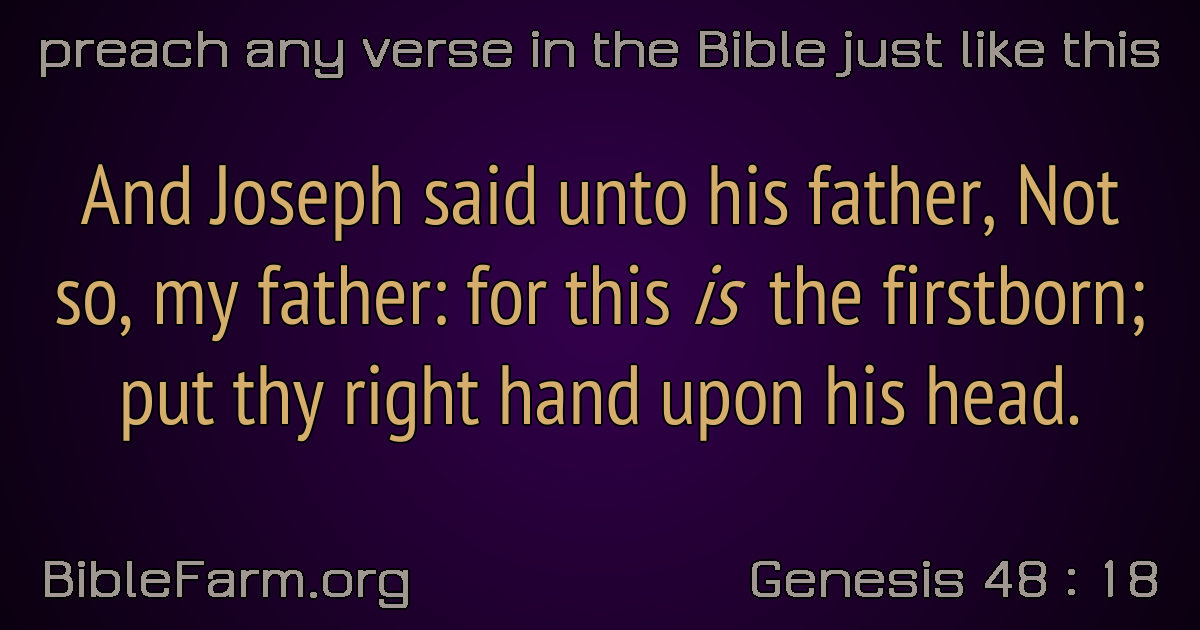 preach any verse in the Bible just like this
And Joseph said unto his father, Not
so, my father: for this is the firstborn;
put thy right hand upon his head.
BibleFarm.org
Genesis 48 : 18